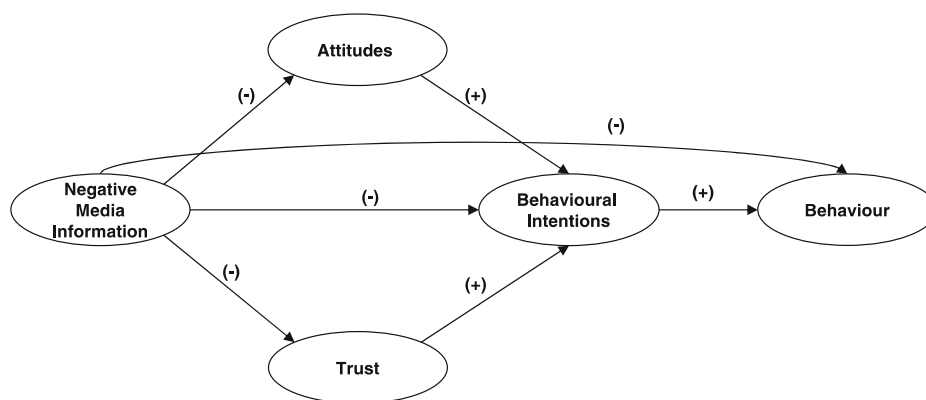 Attitudes
(-)
(+)
(-)
Negative
Media
Information
(-)
Behavioural
Intentions
(+)
Behaviour
(-)
(+)
Trust